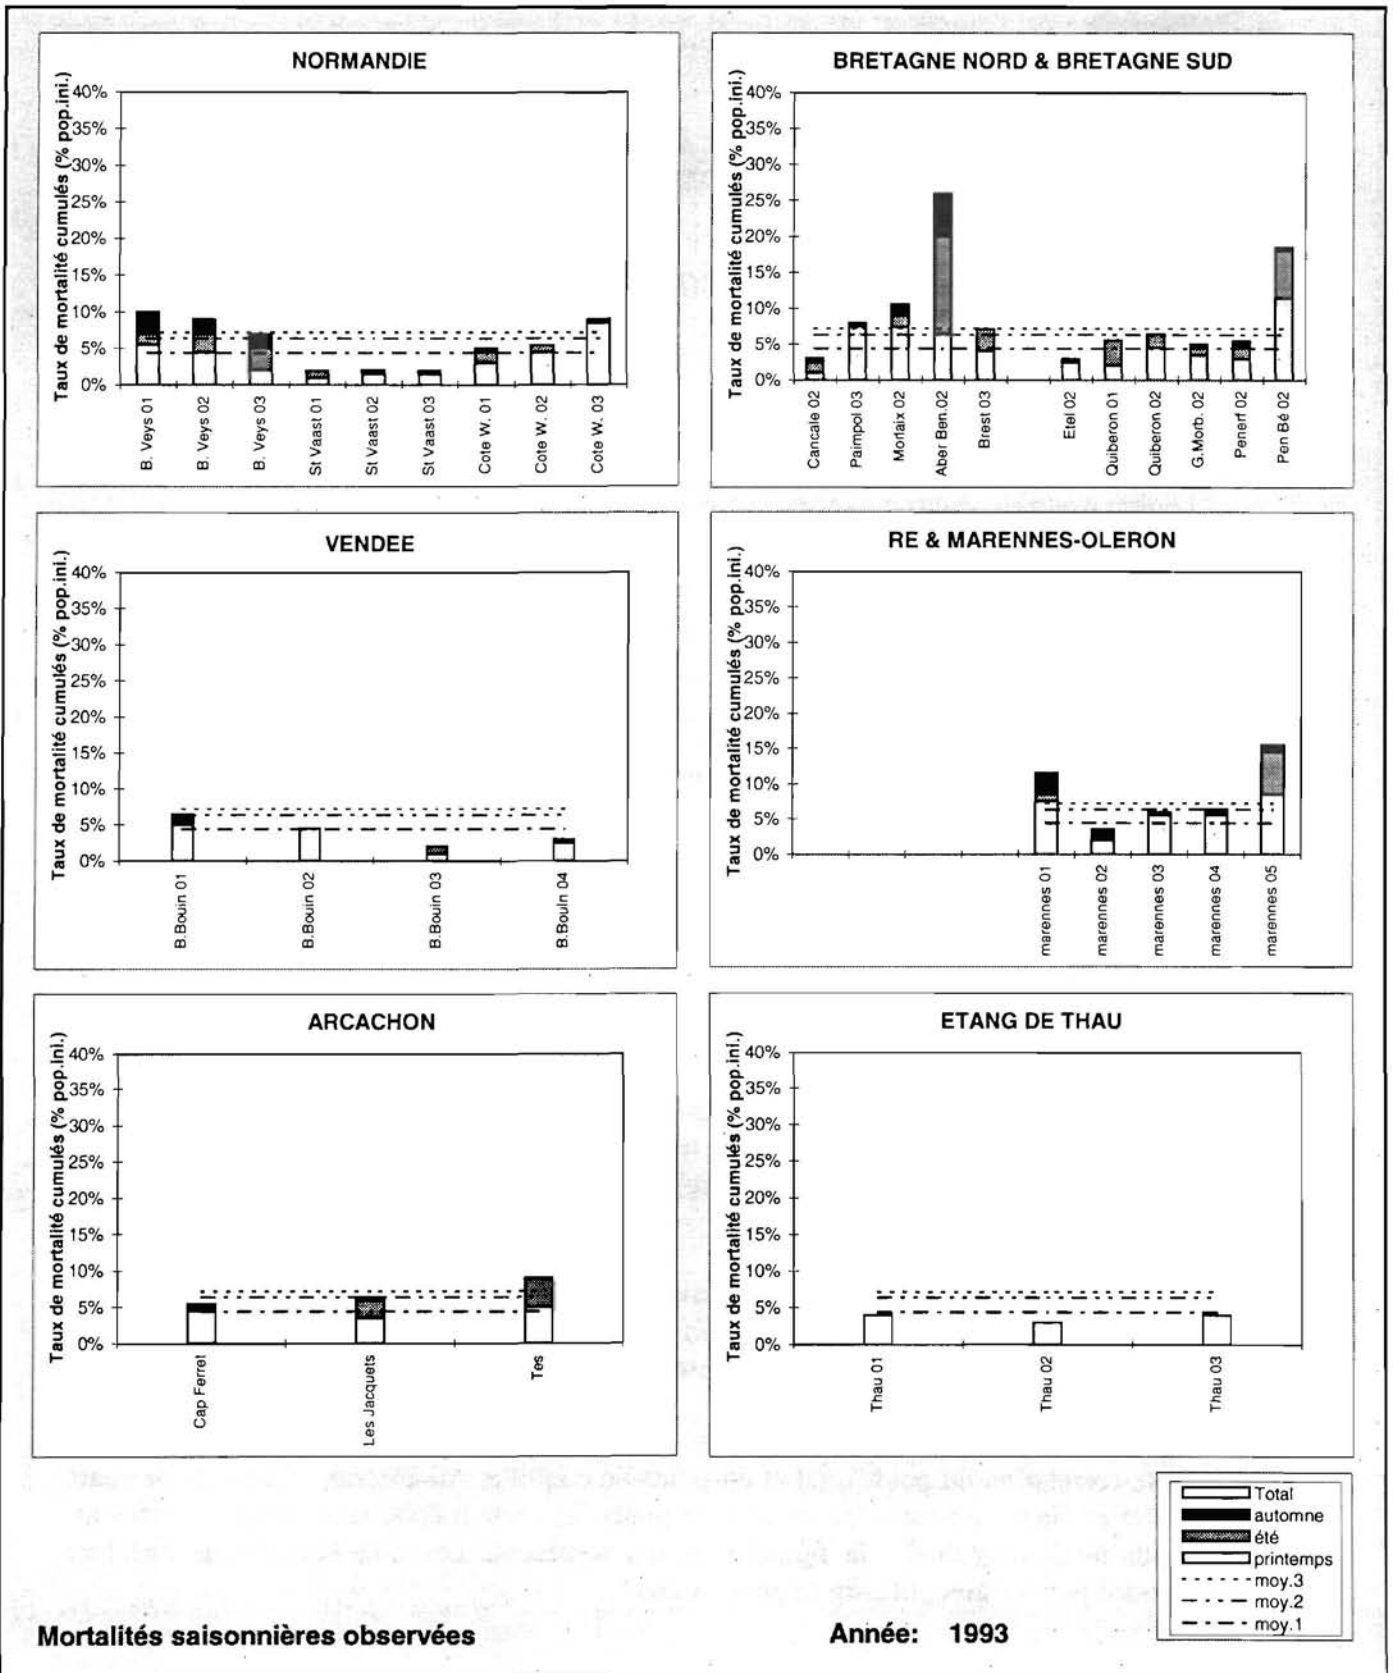 NORMANDIE
Taux de mortalité cumulés (% pop.ini.)
40%
35%
30%
25%
20%
15%
10%
5%
0%
B. Veys 01
B. Veys 02
B. Veys 03
St Vaast 01
St Vaast 02
St Vaast 03
Cote W. 01
Cote W. 02
Cote W. 03
BRETAGNE NORD & BRETAGNE SUD
Taux de mortalité cumulés (% pop.ini.)
40%
35%
30%
25%
20%
15%
10%
5%
0%
Cancale 02
Paimpol 03
Morlaix 02
Aber Ben.02
Brest 03
Etel 02
Quiberon 01
Quiberon 02
G.Morb. 02
Penerf 02
Pen Bé 02
VENDEE
Taux de mortalité cumulés (% pop.ini.)
40%
35%
30%
25%
20%
15%
10%
5%
0%
B.Bouin 01
B.Bouin 02
B.Bouin 03
B.Bouin 04
RE & MARENNES-OLERON
Taux de mortalité cumulés (% pop.ini.)
40%
35%
30%
25%
20%
15%
10%
5%
0%
marennes 01
marennes 02
marennes 03
marennes 04
marennes 05
ARCACHON
Taux de mortalité cumulés (% pop.ini.)
40%
35%
30%
25%
20%
15%
10%
5%
0%
Cap Ferret
Les Jacquets
Tes
ETANG DE THAU
Taux de mortalité cumulés (% pop.ini.)
40%
35%
30%
25%
20%
15%
10%
5%
0%
Thau 01
Thau 02
Thau 03
Total
automne
été
printemps
moy.3
moy.2
moy.1
Mortalités saisonnières observées
Année: 1993